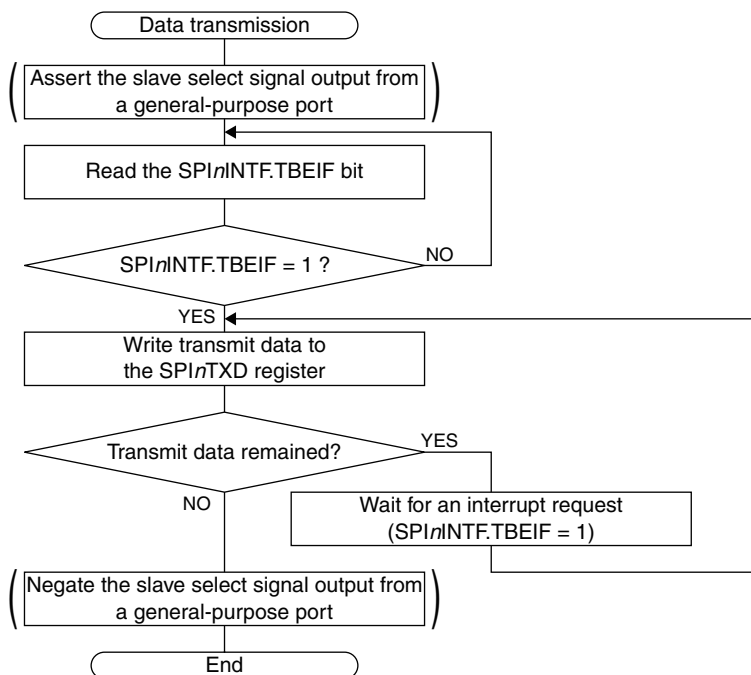 Data transmission
Assert the slave select signal output from
a general-purpose port
Read the SPInINTF.TBEIF bit
SPInINTF.TBEIF = 1 ?
NO
YES
Write transmit data to
the SPInTXD register
Transmit data remained?
YES
NO
Wait for an interrupt request
(SPInINTF.TBEIF = 1)
Negate the slave select signal output from
a general-purpose port
End